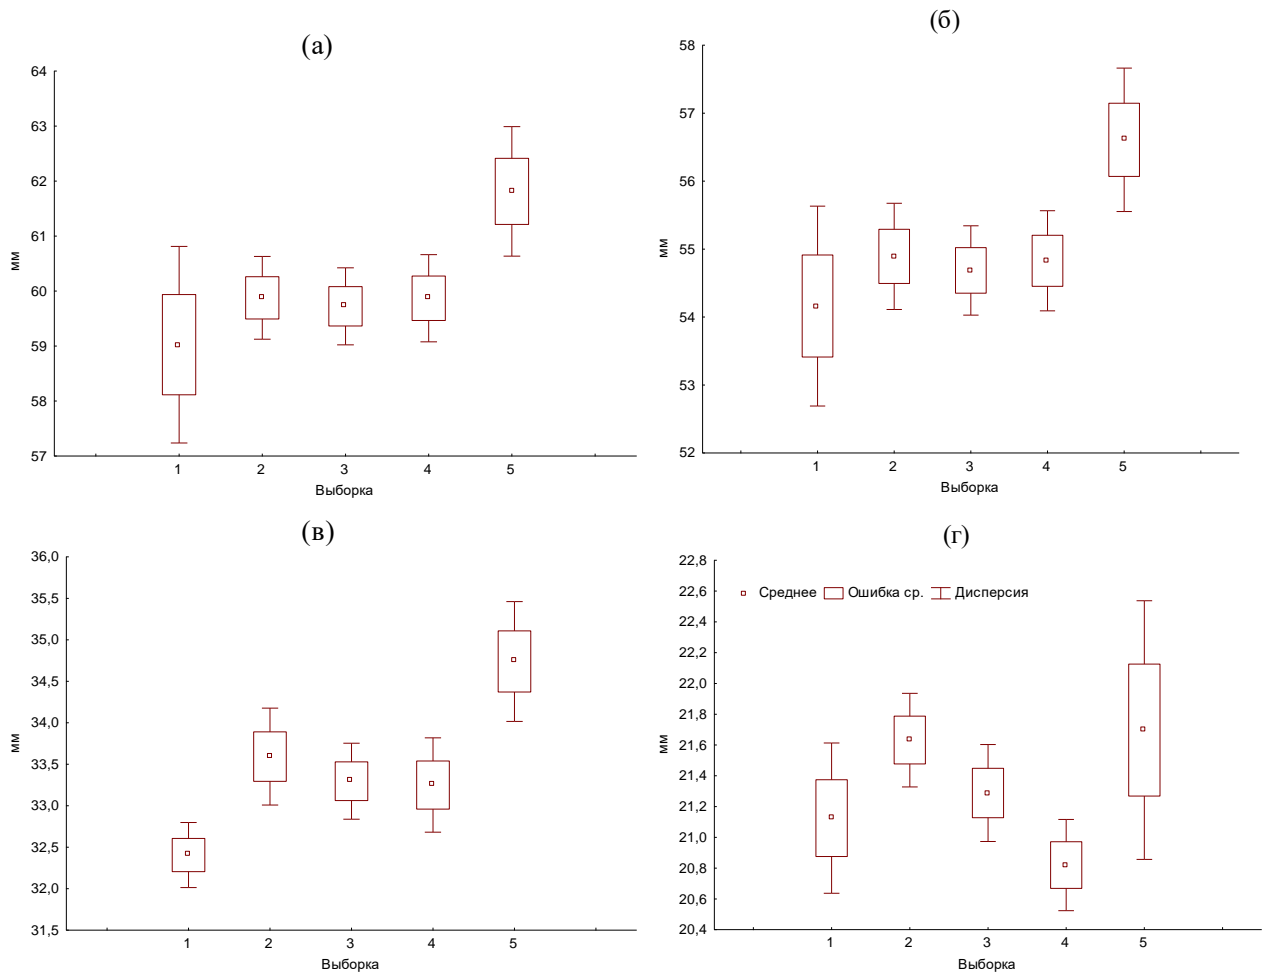 (а)
64
63
62
61
60
59
58
57
мм
1 2 3 4 5
Выборка
(б)
58
57
56
55
54
53
52
мм
1 2 3 4 5
Выборка
(в)
36,0
35,5
35,0
34,5
34,0
33,5
33,0
32,5
32,0
31,5
мм
1 2 3 4 5
Выборка
(г)
22,8
22,6
22,4
22,2
22,0
21,8
21,6
21,4
21,2
21,0
20,8
20,6
20,4
мм
Среднее Ошибка ср. Дисперсия
1 2 3 4 5
Выборка